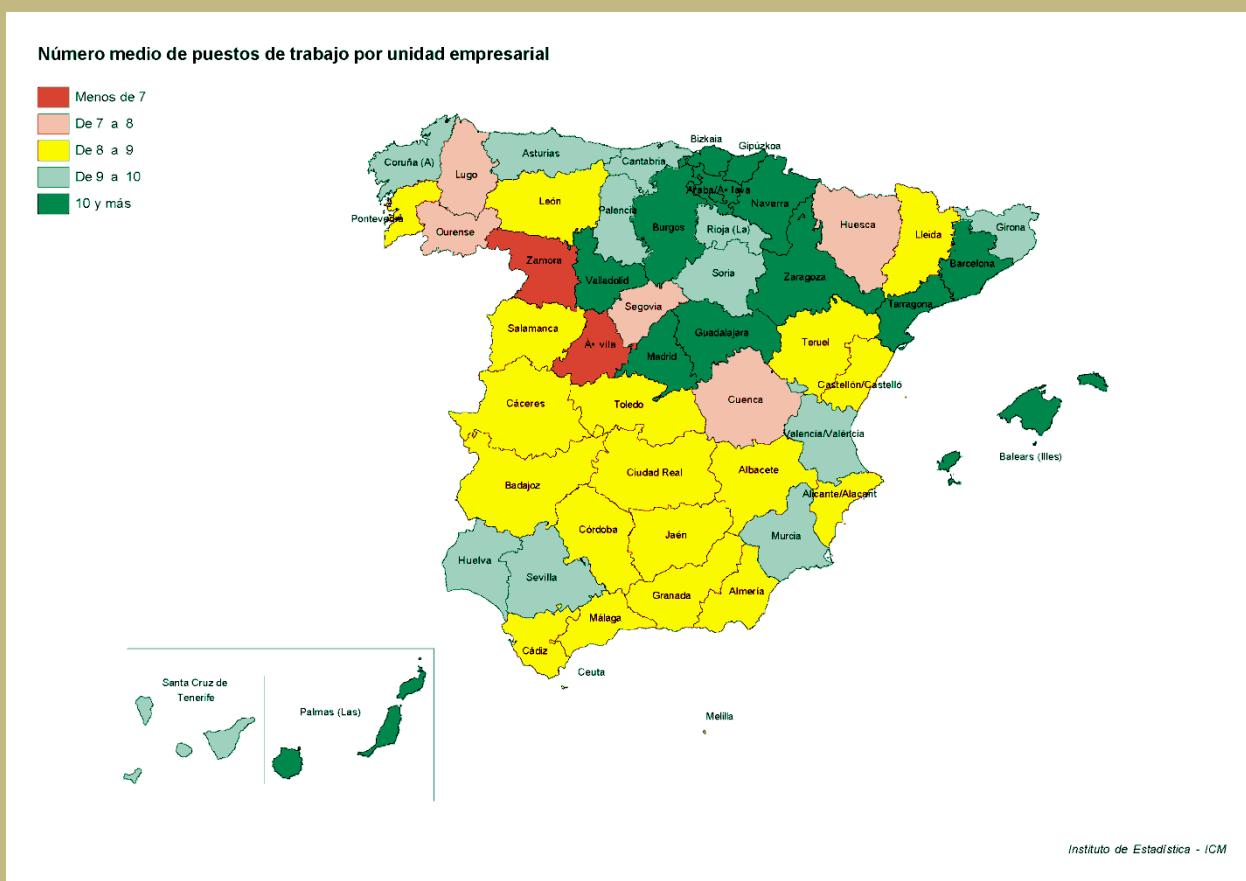 Número medio de puestos de trabajo por unidad empresarial
Menos de 7
De 7 a 8
De 8 a 9
De 9 a 10
10 y más
Bizkaia
Gipúzkoa
Coruña (A)
Lugo
Asturias
Cantabria
Araba/A• lava
Navarra
Pontevedra
Ourense
León
Palencia
Burgos
Rioja (La)
Huesca
Lleida
Girona
Barcelona
Zamora
Valladolid
Soria
Zaragoza
Tarragona
Segovia
Salamanca
A• vila
Madrid
Guadalajara
Teruel
Castellón/Castelló
Cáceres
Toledo
Cuenca
Valencia/València
Balears (Illes)
Badajoz
Ciudad Real
Albacete
Alicante/Alacant
Córdoba
Jaén
Murcia
Huelva
Sevilla
Granada
Almería
Málaga
Cádiz
Ceuta
Melilla
Santa Cruz de
Tenerife
Palmas (Las)
Instituto de Estadística - ICM